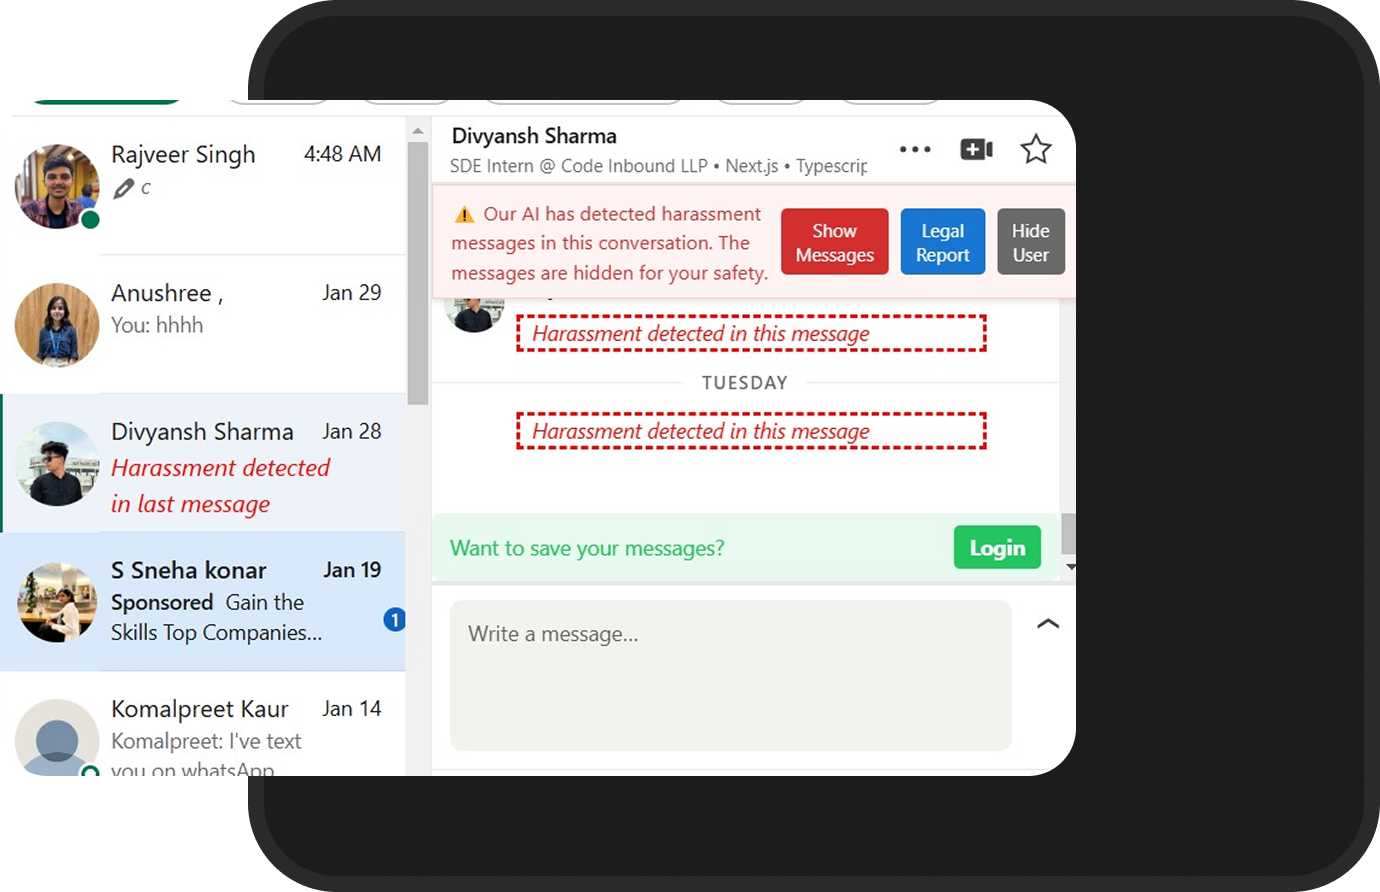 Rajveer Singh 4:48 AM
c
Anushree , Jan 29
You: hhhh
Divyansh Sharma Jan 28
Harassment detected
in last message
S Sneha konar Jan 19
Sponsored Gain the
Skills Top Companies...
1
Komalpreet Kaur Jan 14
Komalpreet: I've text
you on whatsApp
Divyansh Sharma
SDE Intern @ Code Inbound LLP • Next.js • Typescrip
⚠ Our AI has detected harassment
messages in this conversation. The
messages are hidden for your safety.
Show
Messages
Legal
Report
Hide
User
Harassment detected in this message
TUESDAY
Harassment detected in this message
Want to save your messages?
Login
Write a message...